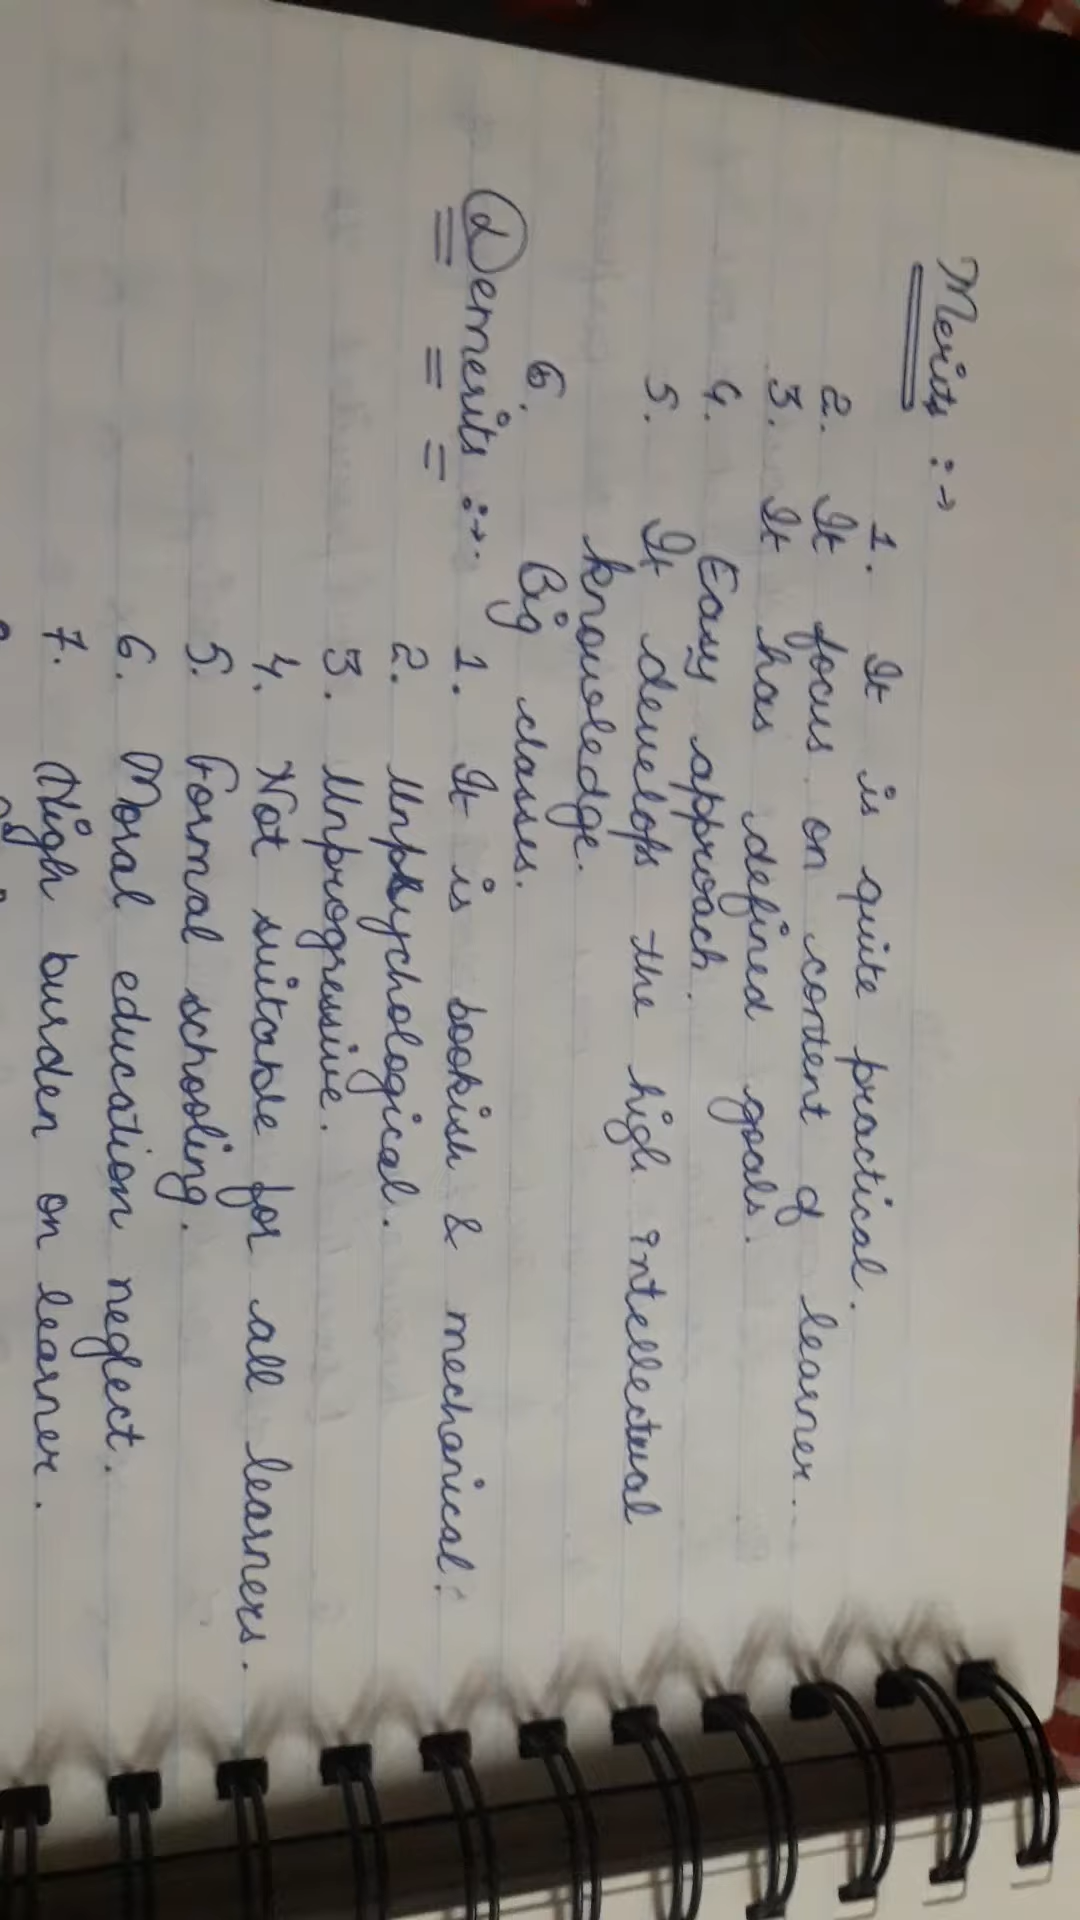 Merits :→
1. It is quite practical.
2. It focus on content of learner..
3. It has defined goals.
4. Easy approach.
5. It develops the high intellectual
knowledge.
6. Big classes.
Demerits :→
1. It is bookish & mechanical.
2. Unpsychological.
3. Unprogressive.
4. Not suitable for all learners.
5. Formal schooling.
6. Moral education neglect.
7. High burden on learner.